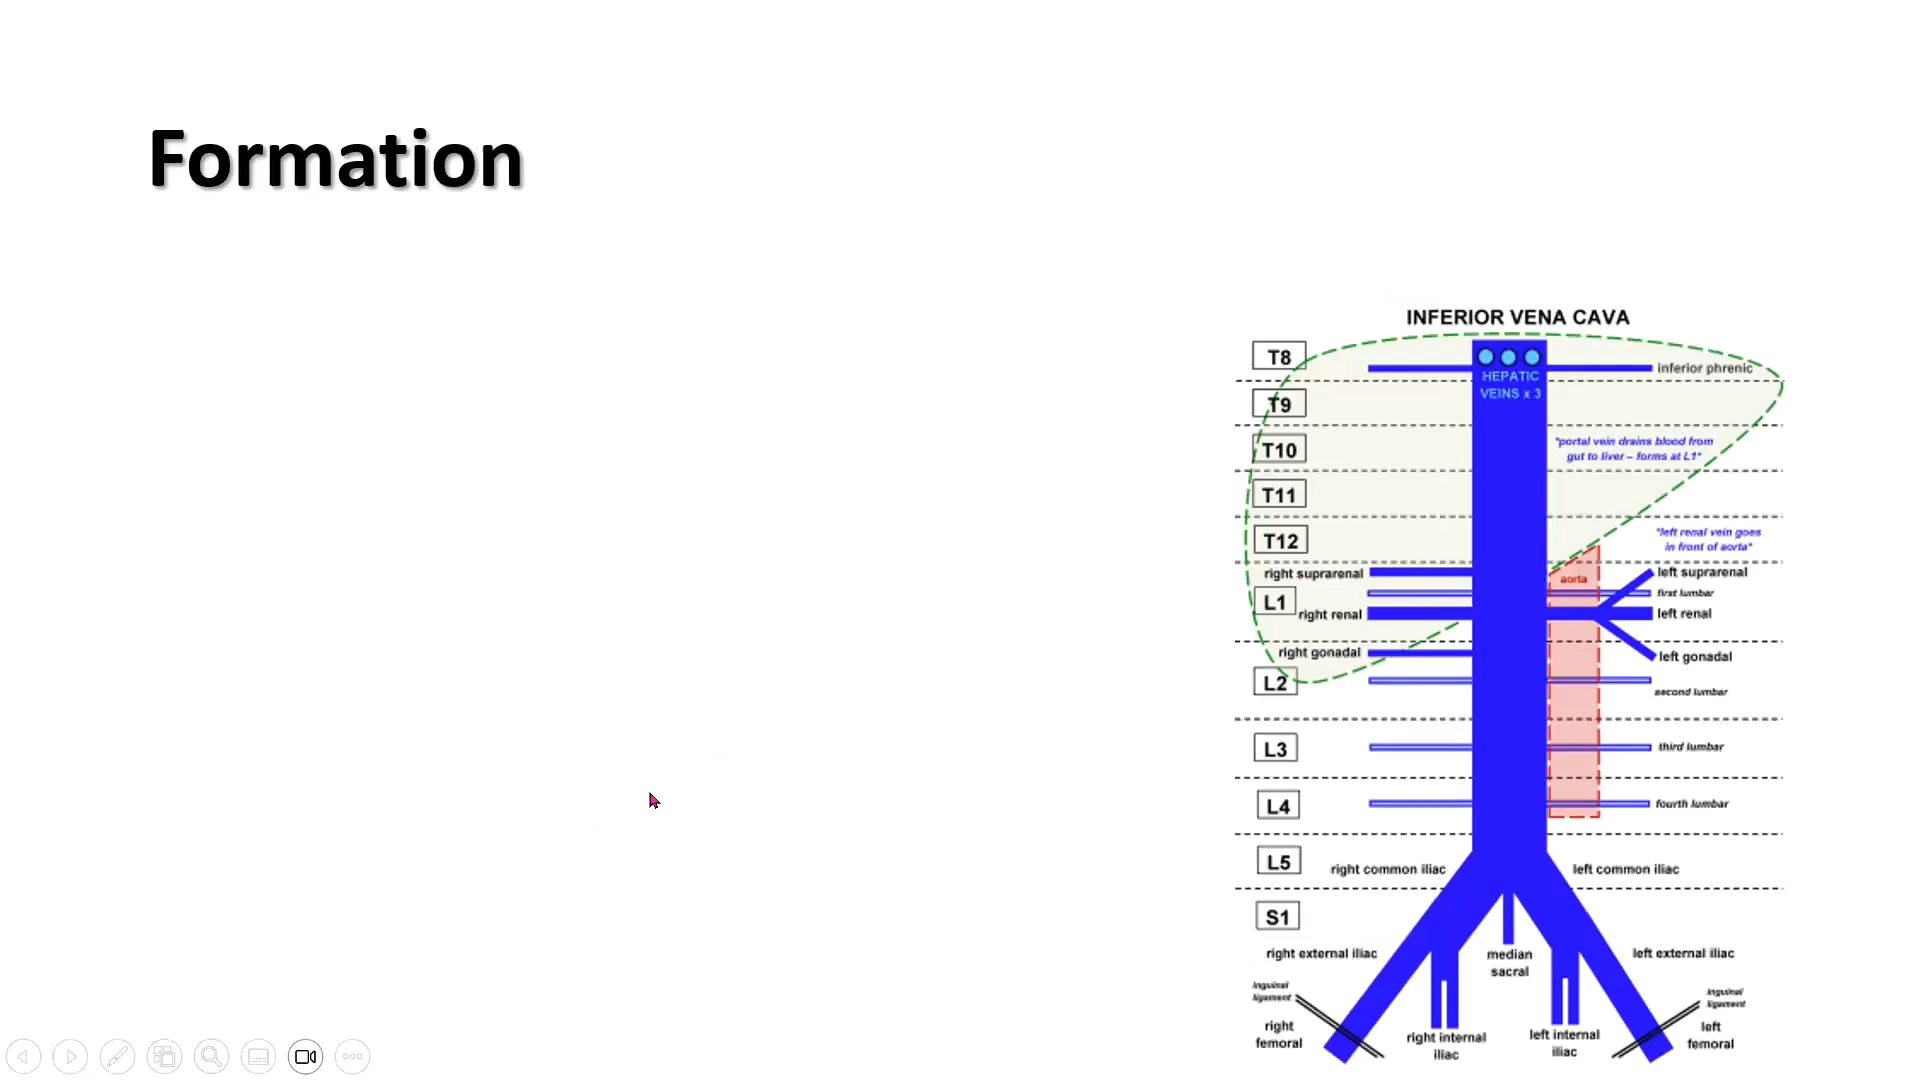 Formation
INFERIOR VENA CAVA
T8
HEPATIC
VEINS x 3
inferior phrenic
T9
T10
"portal vein drains blood from
gut to liver – forms at L1"
T11
T12
"left renal vein goes
in front of aorta"
right suprarenal
aorta
left suprarenal
first lumbar
L1
right renal
left renal
right gonadal
left gonadal
L2
second lumbar
L3
third lumbar
L4
fourth lumbar
L5
right common iliac
left common iliac
S1
right external iliac
median
sacral
left external iliac
inguinal
ligament
inguinal
ligament
right
femoral
right internal
iliac
left internal
iliac
left
femoral